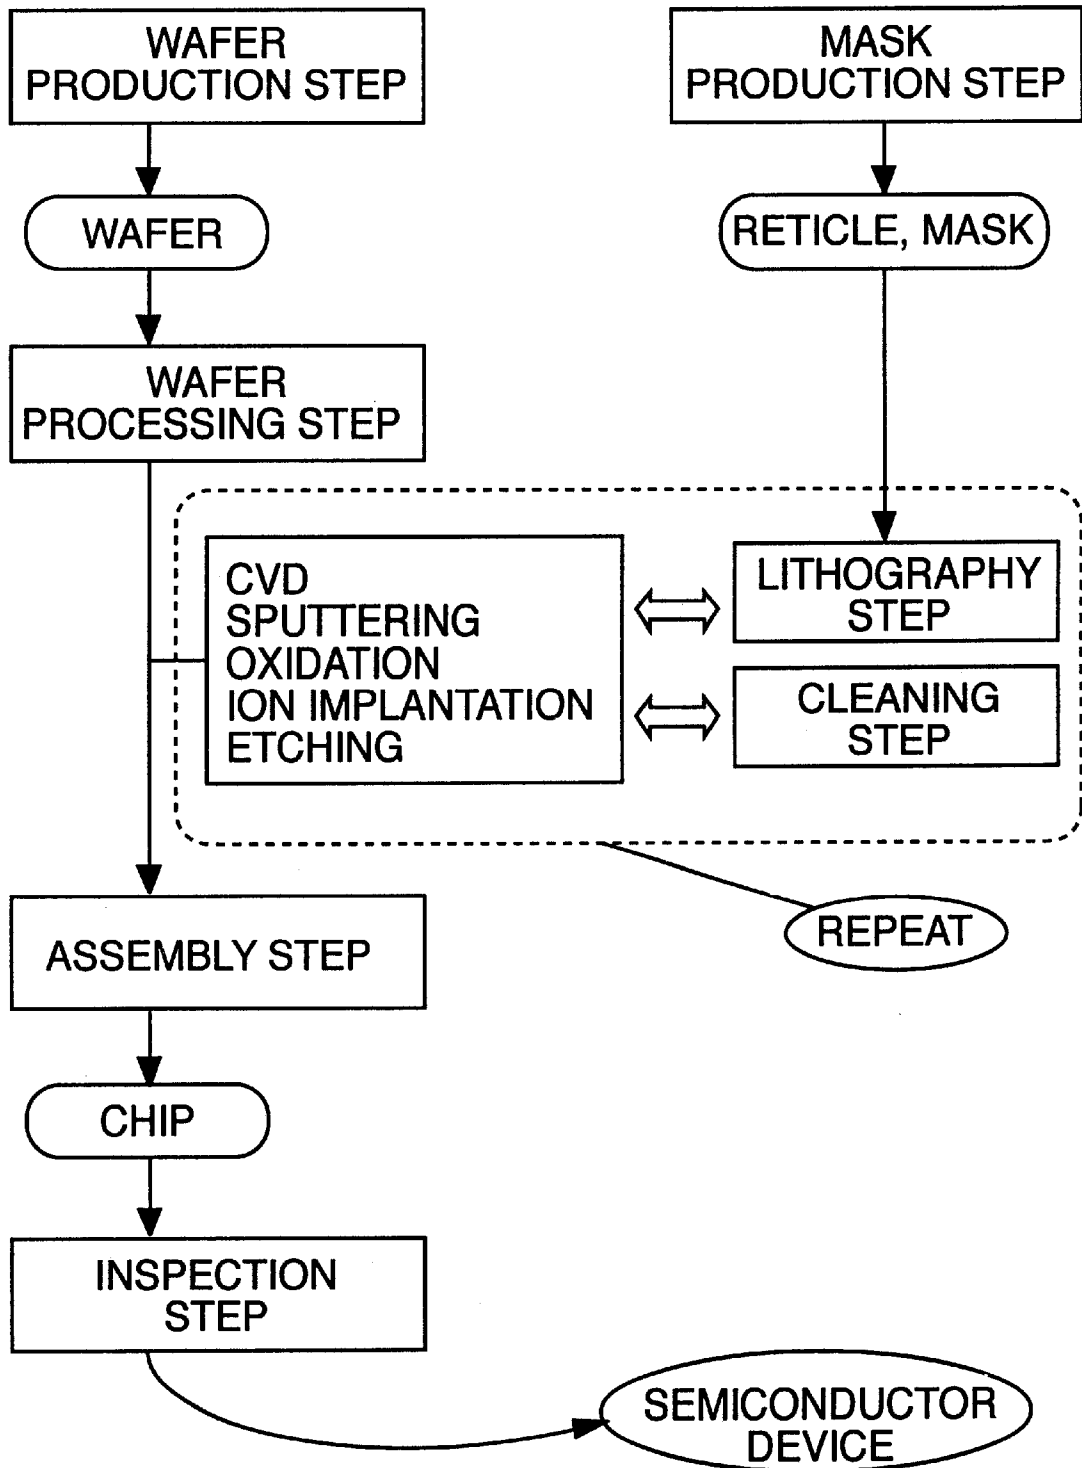 WAFER
PRODUCTION STEP
MASK
PRODUCTION STEP
WAFER
RETICLE, MASK
WAFER
PROCESSING STEP
CVD
SPUTTERING
OXIDATION
ION IMPLANTATION
ETCHING
LITHOGRAPHY
STEP
CLEANING
STEP
REPEAT
ASSEMBLY STEP
CHIP
INSPECTION
STEP
SEMICONDUCTOR
DEVICE